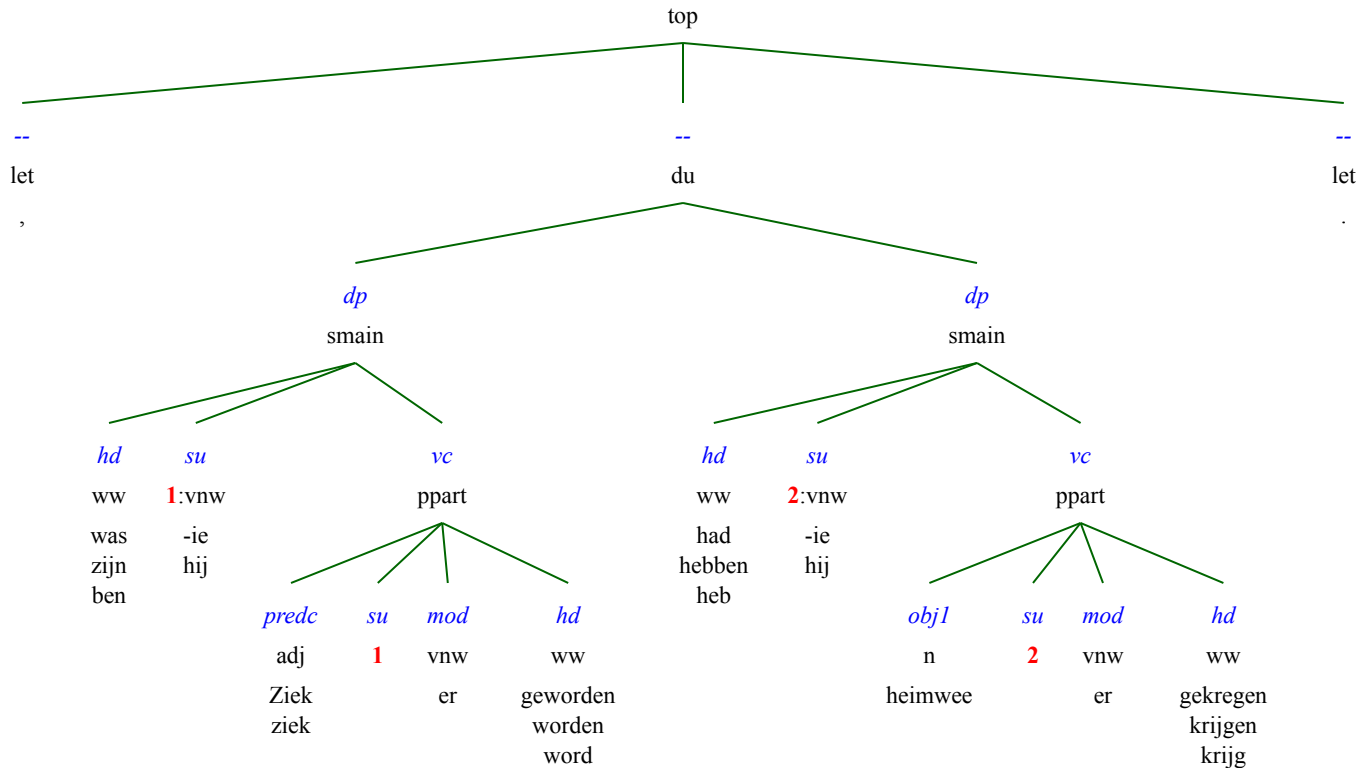 top
-- -- --
let du let
, .
dp dp
smain smain
hd su vc hd su vc
ww 1:vnw ppart ww 2:vnw ppart
was -ie had -ie
zijn hij hebben hij
ben heb
predc su mod hd obj1 su mod hd
adj 1 vnw ww n 2 vnw ww
Ziek er geworden heimwee er gekregen
ziek worden krijgen
word krijg